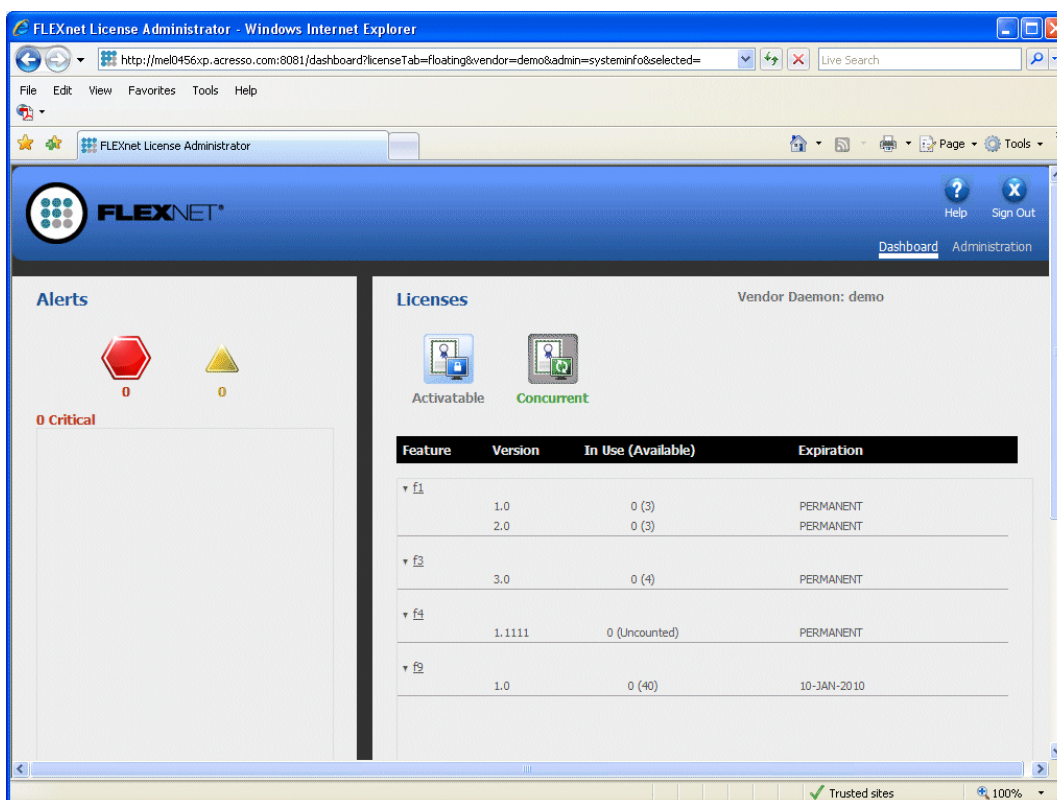 FLEXnet License Administrator - Windows Internet Explorer
http://mel0456xp.acresso.com:8081/dashboard?licenseTab=floating&vendor=demo&admin=systeminfo&selected=
Live Search
File Edit View Favorites Tools Help
FLEXnet License Administrator
Page Tools
FLEXNET®
Help Sign Out
Dashboard Administration
Alerts
0 0
0 Critical
Licenses
Vendor Daemon: demo
Activatable Concurrent
Feature Version In Use (Available) Expiration
f1
1.0 0 (3) PERMANENT
2.0 0 (3) PERMANENT
f3
3.0 0 (4) PERMANENT
f4
1.1111 0 (Uncounted) PERMANENT
f9
1.0 0 (40) 10-JAN-2010
Trusted sites 100%